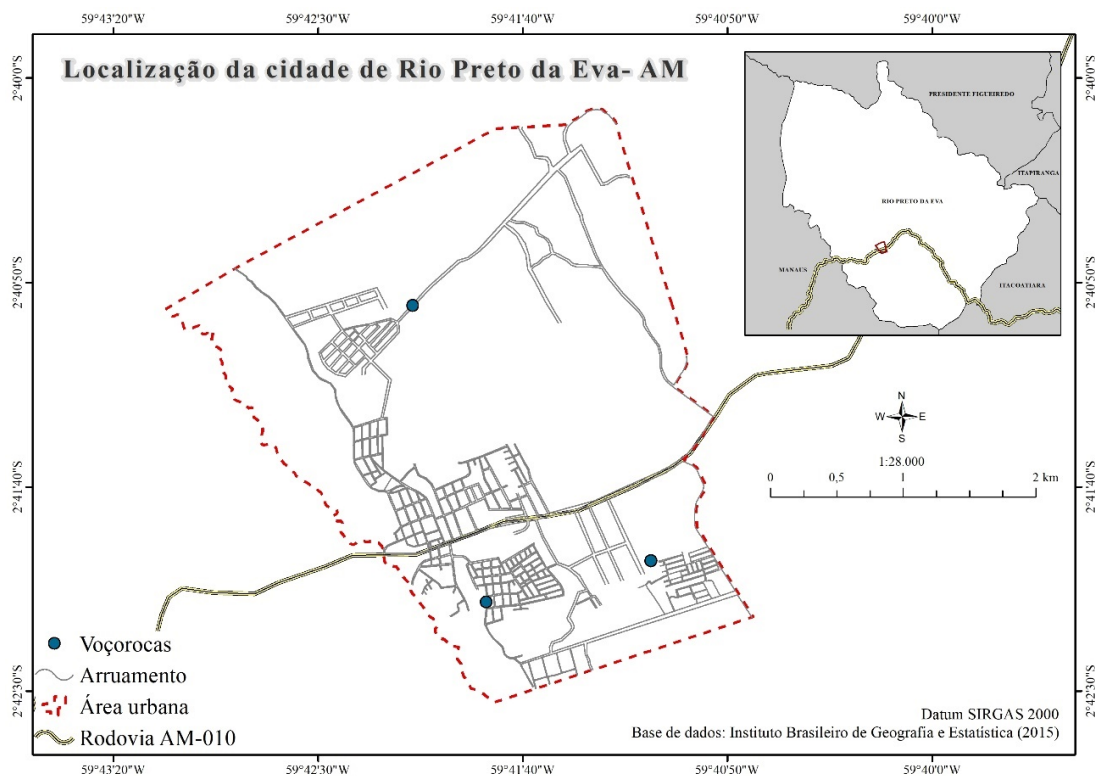 59°43'20"W 59°42'30"W 59°41'40"W 59°40'50"W 59°40'0"W
Localização da cidade de Rio Preto da Eva- AM
2°40'0"S 2°40'0"S
PRESIDENTE FIGUEIREDO
ITAPIRANGA
RIO PRETO DA EVA
MANAUS
ITACOATIARA
2°40'50"S 2°40'50"S
N
W E
S
1:28.000
0 0,5 1 2 km
2°41'40"S 2°41'40"S
Voçorocas
Arruamento
Área urbana
Rodovia AM-010
2°42'30"S 2°42'30"S
Datum SIRGAS 2000
Base de dados: Instituto Brasileiro de Geografia e Estatística (2015)
59°43'20"W 59°42'30"W 59°41'40"W 59°40'50"W 59°40'0"W